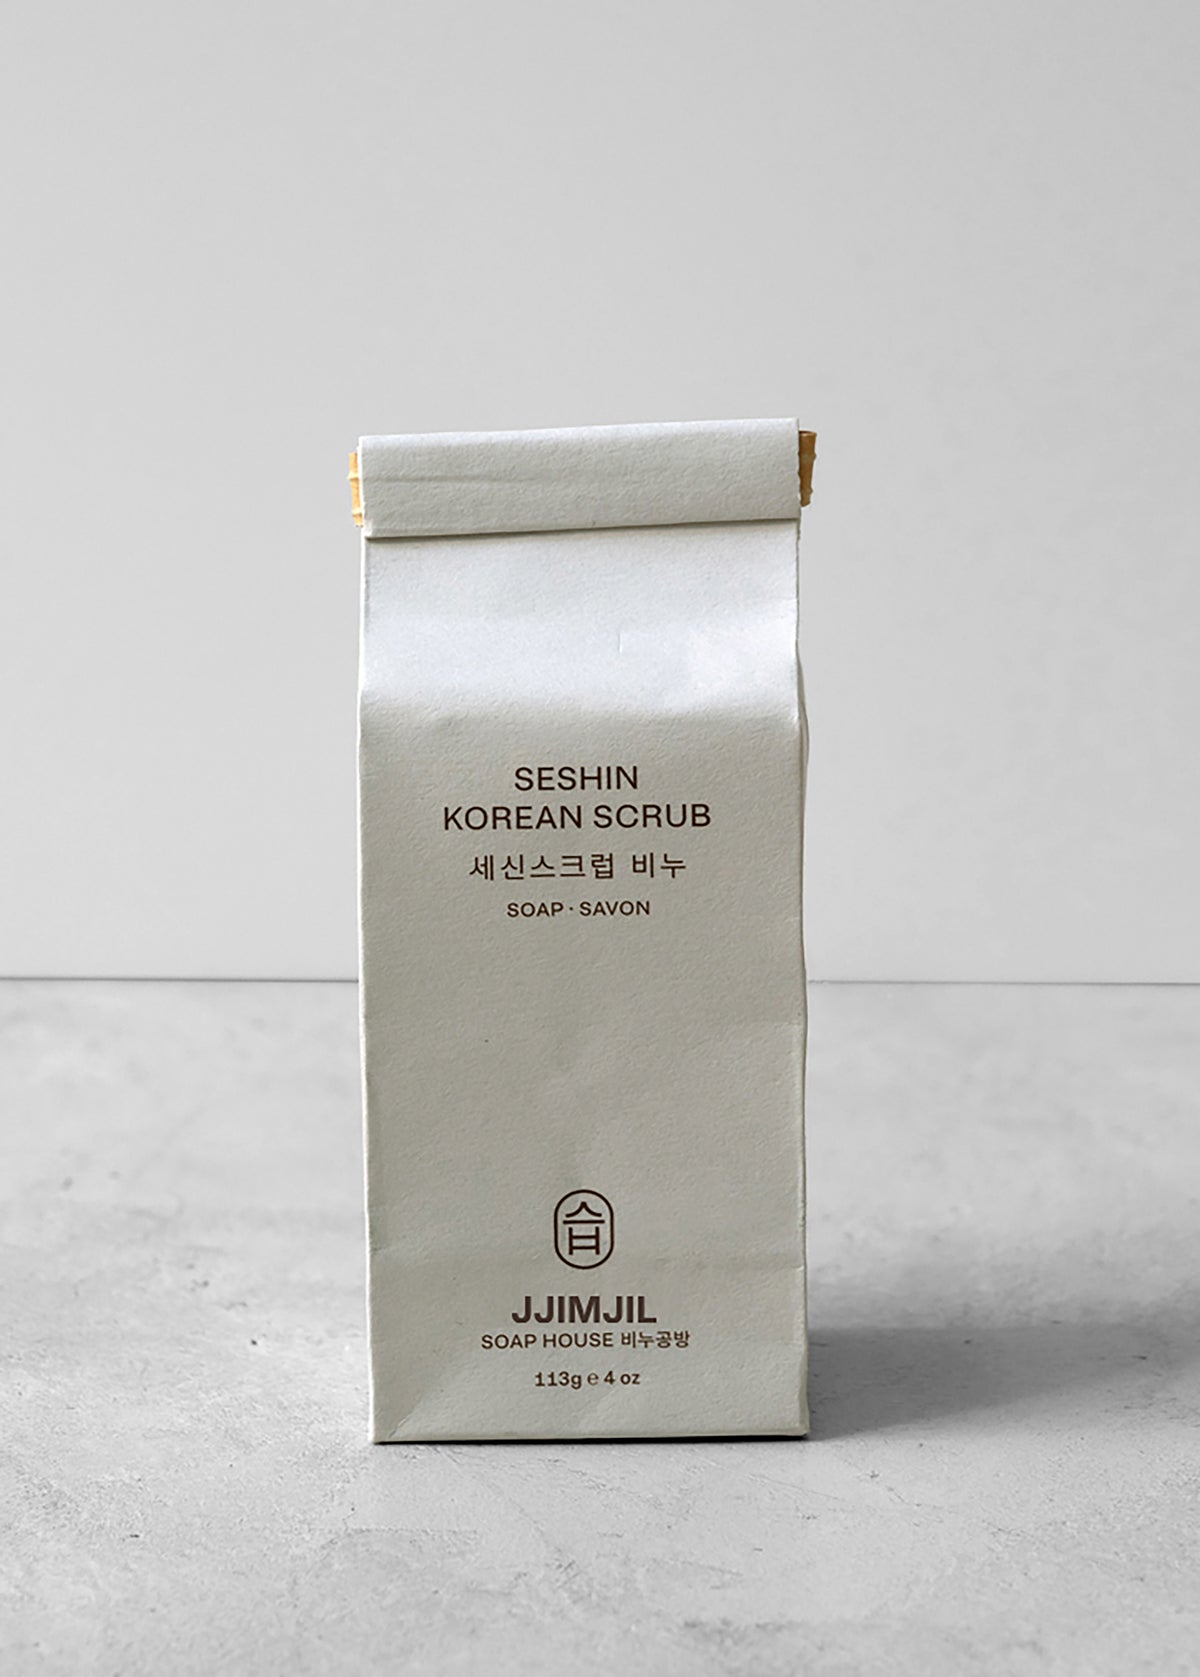 SESHIN
KOREAN SCRUB
세신스크럽 비누
SOAP · SAVON
JJIMJIL
SOAP HOUSE 비누공방
113g ℮ 4 oz